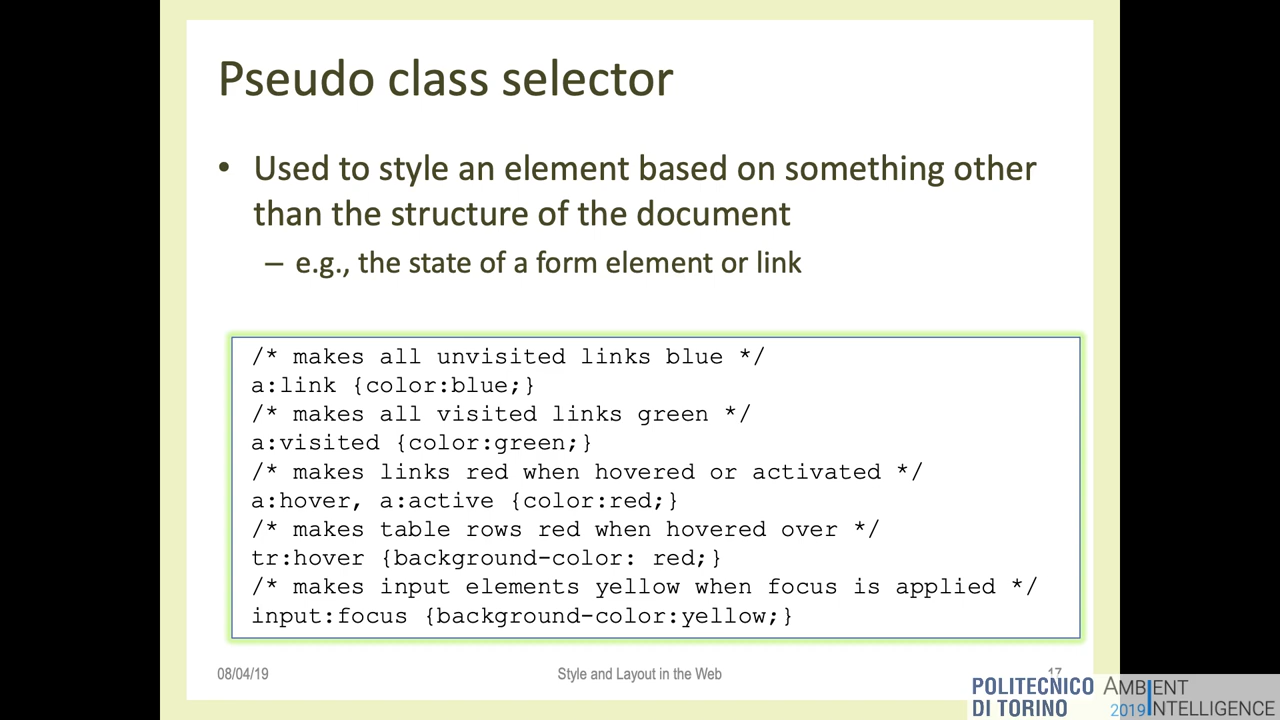 Pseudo class selector
• Used to style an element based on something other
than the structure of the document
– e.g., the state of a form element or link
/* makes all unvisited links blue */
a:link {color:blue;}
/* makes all visited links green */
a:visited {color:green;}
/* makes links red when hovered or activated */
a:hover, a:active {color:red;}
/* makes table rows red when hovered over */
tr:hover {background-color: red;}
/* makes input elements yellow when focus is applied */
input:focus {background-color:yellow;}
08/04/19
Style and Layout in the Web
17
POLITECNICO
DI TORINO
AMBIENT
2019 INTELLIGENCE